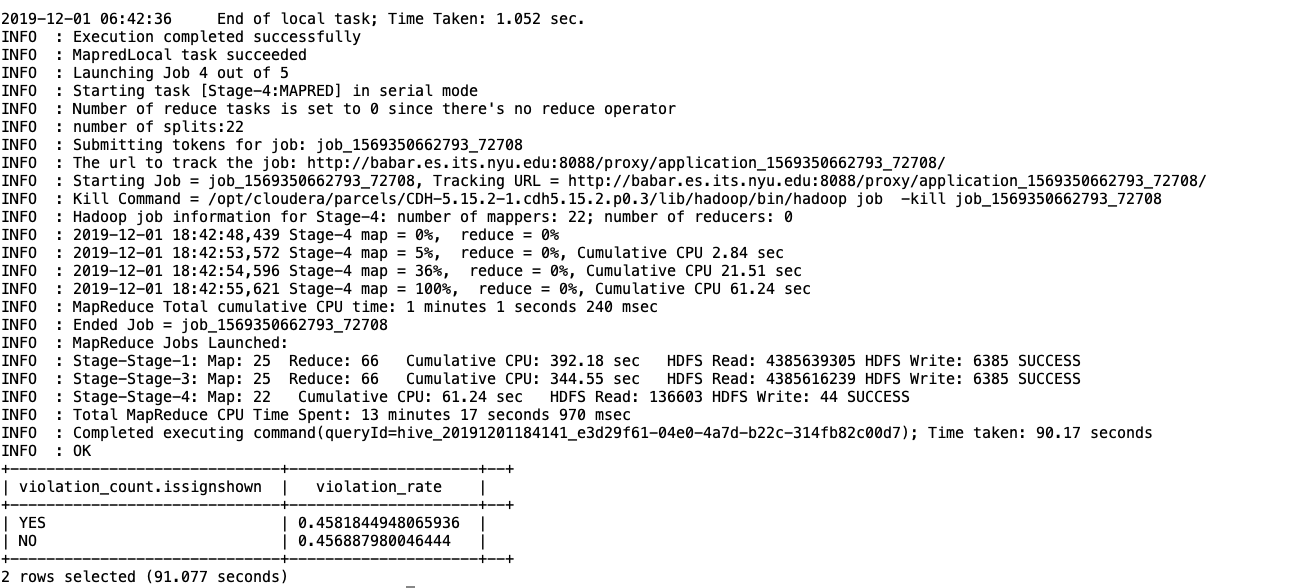 2019-12-01 06:42:36     End of local task; Time Taken: 1.052 sec.
INFO  : Execution completed successfully
INFO  : MapredLocal task succeeded
INFO  : Launching Job 4 out of 5
INFO  : Starting task [Stage-4:MAPRED] in serial mode
INFO  : Number of reduce tasks is set to 0 since there's no reduce operator
INFO  : number of splits:22
INFO  : Submitting tokens for job: job_1569350662793_72708
INFO  : The url to track the job: http://babar.es.its.nyu.edu:8088/proxy/application_1569350662793_72708/
INFO  : Starting Job = job_1569350662793_72708, Tracking URL = http://babar.es.its.nyu.edu:8088/proxy/application_1569350662793_72708/
INFO  : Kill Command = /opt/cloudera/parcels/CDH-5.15.2-1.cdh5.15.2.p0.3/lib/hadoop/bin/hadoop job  -kill job_1569350662793_72708
INFO  : Hadoop job information for Stage-4: number of mappers: 22; number of reducers: 0
INFO  : 2019-12-01 18:42:48,439 Stage-4 map = 0%,  reduce = 0%
INFO  : 2019-12-01 18:42:53,572 Stage-4 map = 5%,  reduce = 0%, Cumulative CPU 2.84 sec
INFO  : 2019-12-01 18:42:54,596 Stage-4 map = 36%,  reduce = 0%, Cumulative CPU 21.51 sec
INFO  : 2019-12-01 18:42:55,621 Stage-4 map = 100%,  reduce = 0%, Cumulative CPU 61.24 sec
INFO  : MapReduce Total cumulative CPU time: 1 minutes 1 seconds 240 msec
INFO  : Ended Job = job_1569350662793_72708
INFO  : MapReduce Jobs Launched:
INFO  : Stage-Stage-1: Map: 25  Reduce: 66   Cumulative CPU: 392.18 sec   HDFS Read: 4385639305 HDFS Write: 6385 SUCCESS
INFO  : Stage-Stage-3: Map: 25  Reduce: 66   Cumulative CPU: 344.55 sec   HDFS Read: 4385616239 HDFS Write: 6385 SUCCESS
INFO  : Stage-Stage-4: Map: 22   Cumulative CPU: 61.24 sec   HDFS Read: 136603 HDFS Write: 44 SUCCESS
INFO  : Total MapReduce CPU Time Spent: 13 minutes 17 seconds 970 msec
INFO  : Completed executing command(queryId=hive_20191201184141_e3d29f61-04e0-4a7d-b22c-314fb82c00d7); Time taken: 90.17 seconds
INFO  : OK
+------------------------------+---------------------+--+
| violation_count.issignshown  |   violation_rate    |
+------------------------------+---------------------+--+
| YES                          | 0.4581844948065936  |
| NO                           | 0.456887980046444   |
+------------------------------+---------------------+--+
2 rows selected (91.077 seconds)